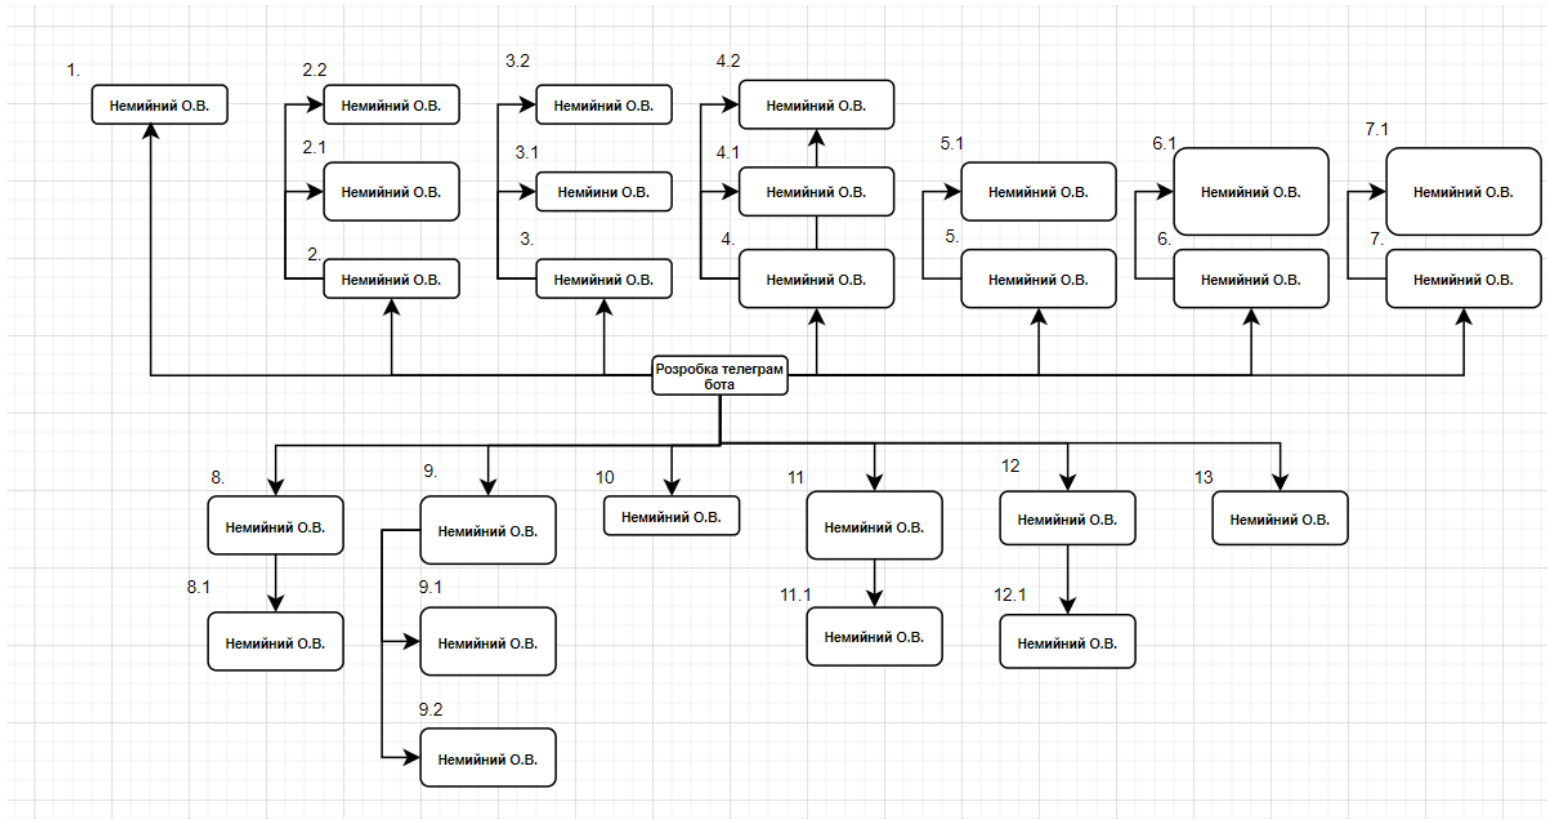 1.
Немийний О.В.
2.2
Немийний О.В.
2.1
Немийний О.В.
2.
Немийний О.В.
3.2
Немийний О.В.
3.1
Немйини О.В.
3.
Немийний О.В.
4.2
Немийний О.В.
4.1
Немийний О.В.
4.
Немийний О.В.
5.1
Немийний О.В.
5.
Немийний О.В.
6.1
Немийний О.В.
6.
Немийний О.В.
7.1
Немийний О.В.
7.
Немийний О.В.
Розробка телеграм
бота
8.
Немийний О.В.
8.1
Немийний О.В.
9.
Немийний О.В.
9.1
Немийний О.В.
9.2
Немийний О.В.
10
Немийний О.В.
11
Немийний О.В.
11.1
Немийний О.В.
12
Немийний О.В.
12.1
Немийний О.В.
13
Немийний О.В.